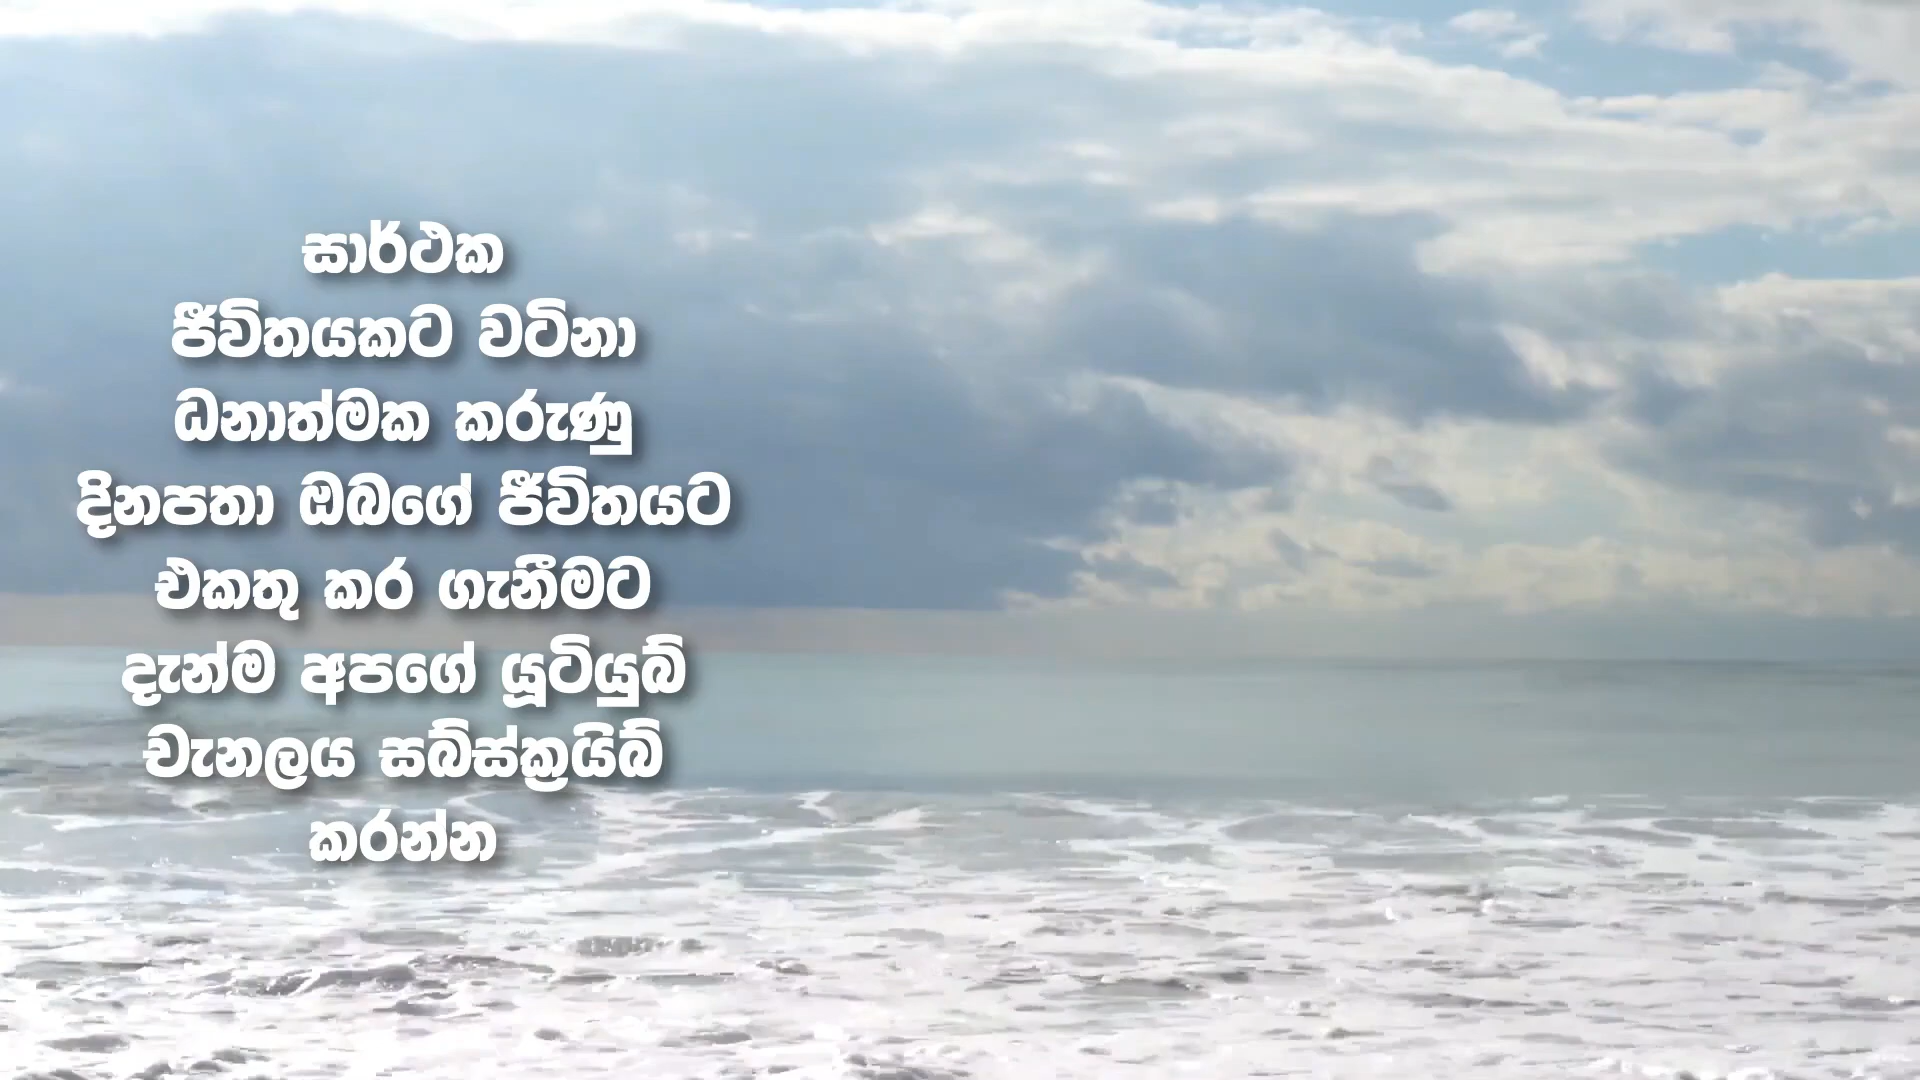 සාර්ථක
ජීවිතයකට වටිනා
ධනාත්මක කරුණු
දිනපතා ඔබගේ ජීවිතයට
එකතු කර ගැනීමට
දැන්ම අපගේ යූටියුබ්
චැනලය සබ්ස්ක්‍රයිබ්
කරන්න